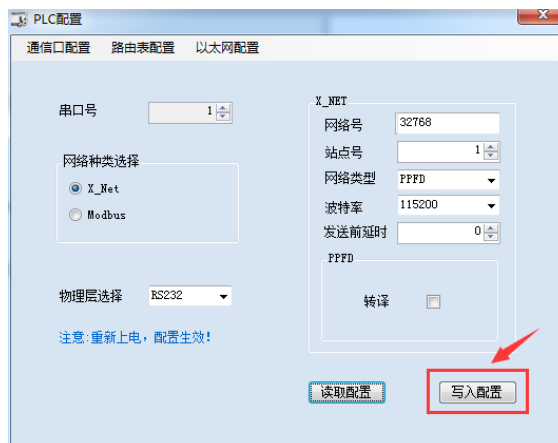 PLC配置
通信口配置 路由表配置 以太网配置
串口号 1
网络种类选择
X_Net
Modbus
物理层选择 RS232
注意:重新上电，配置生效!
X_NET
网络号 32768
站点号 1
网络类型 PPFD
波特率 115200
发送前延时 0
PPFD
转译
读取配置 写入配置